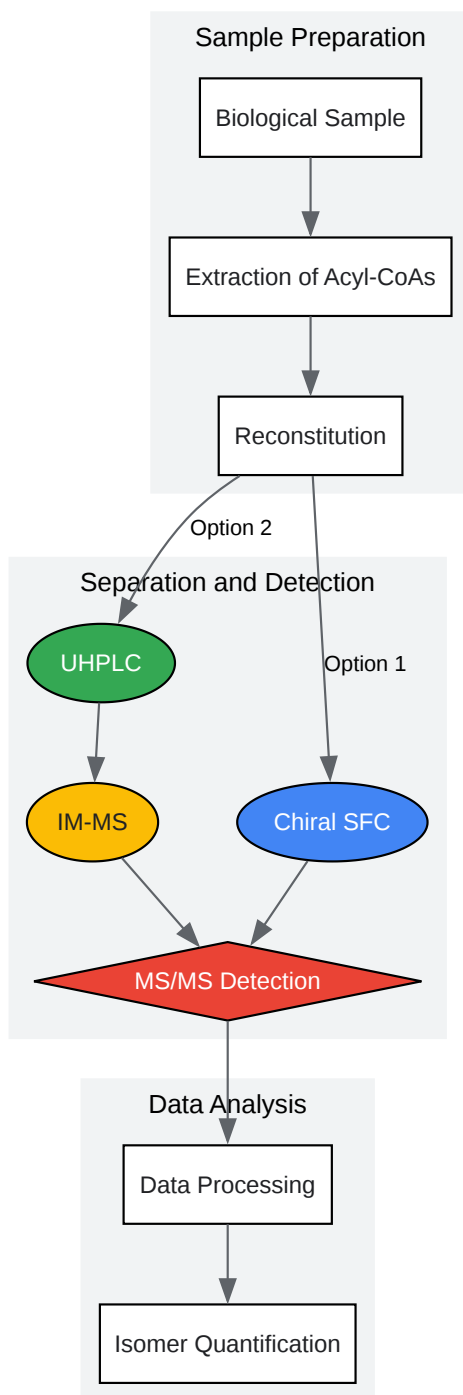 Sample Preparation
Biological Sample
Extraction of Acyl-CoAs
Reconstitution
Option 2
Separation and Detection
UHPLC
Option 1
IM-MS
Chiral SFC
MS/MS Detection
Data Analysis
Data Processing
Isomer Quantification